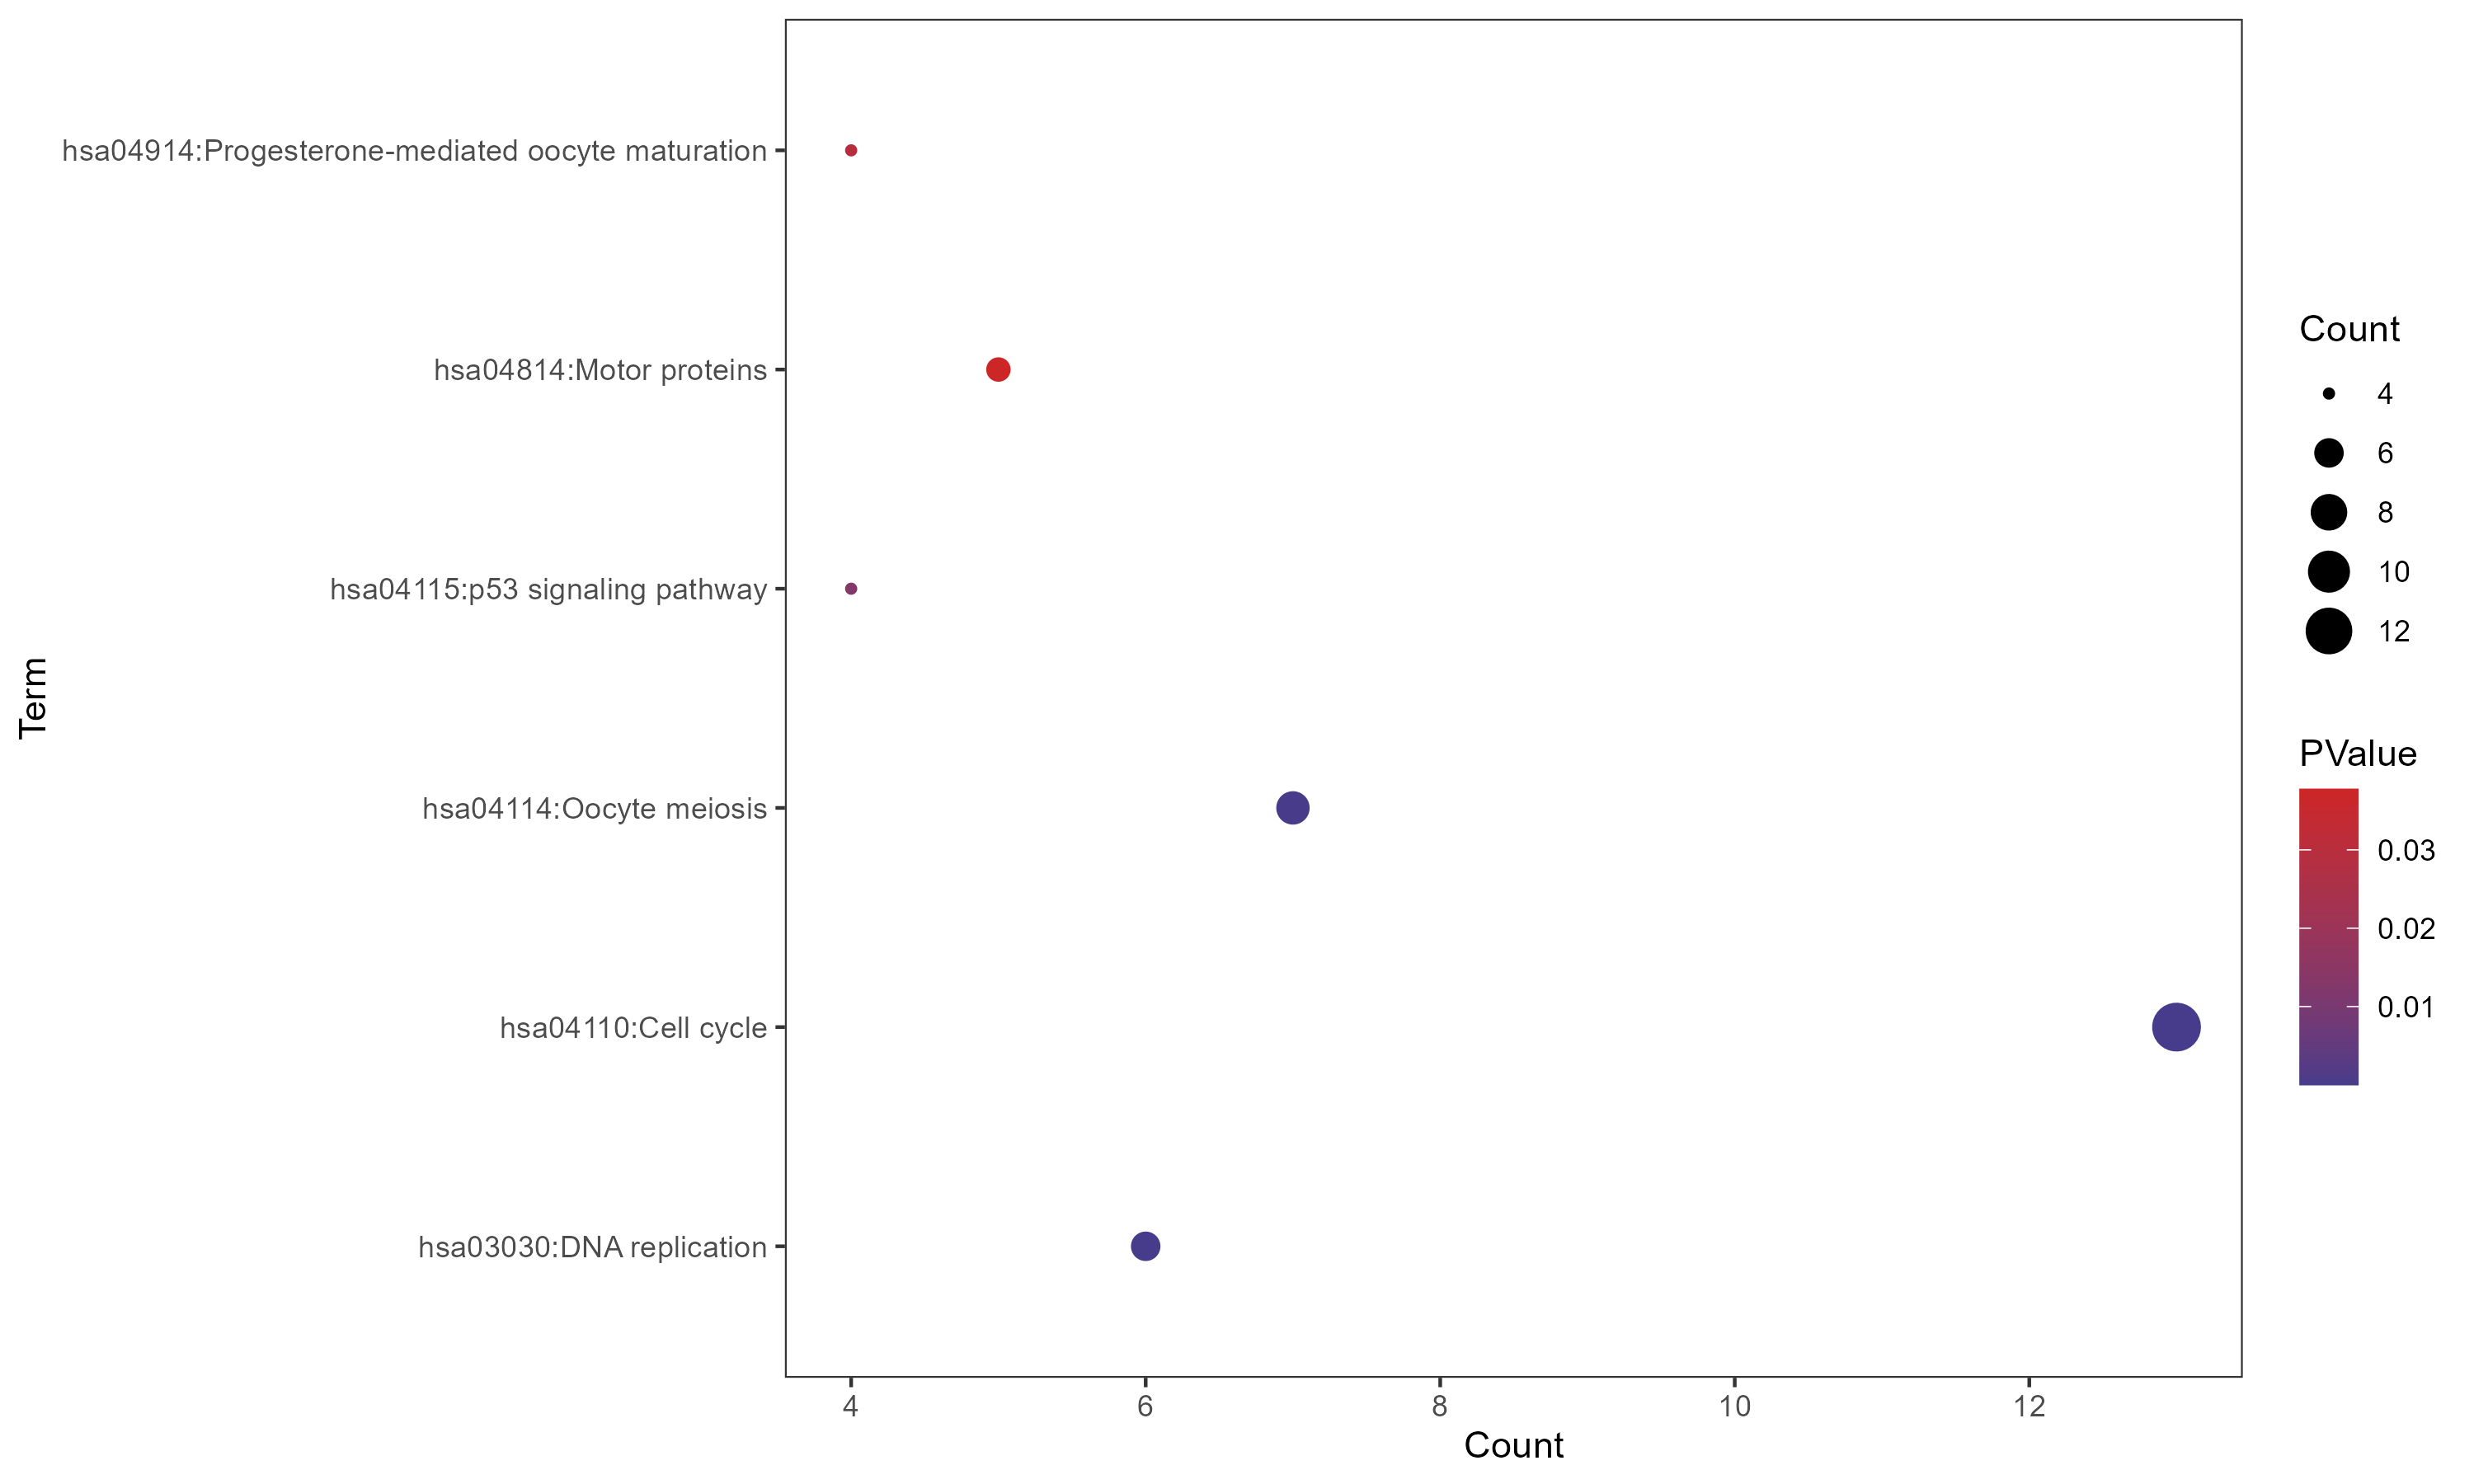 hsa04914:Progesterone-mediated oocyte maturation
hsa04814:Motor proteins
hsa04115:p53 signaling pathway
hsa04114:Oocyte meiosis
hsa04110:Cell cycle
hsa03030:DNA replication
Term
4
6
8
10
12
Count
Count
4
6
8
10
12
PValue
0.03
0.02
0.01